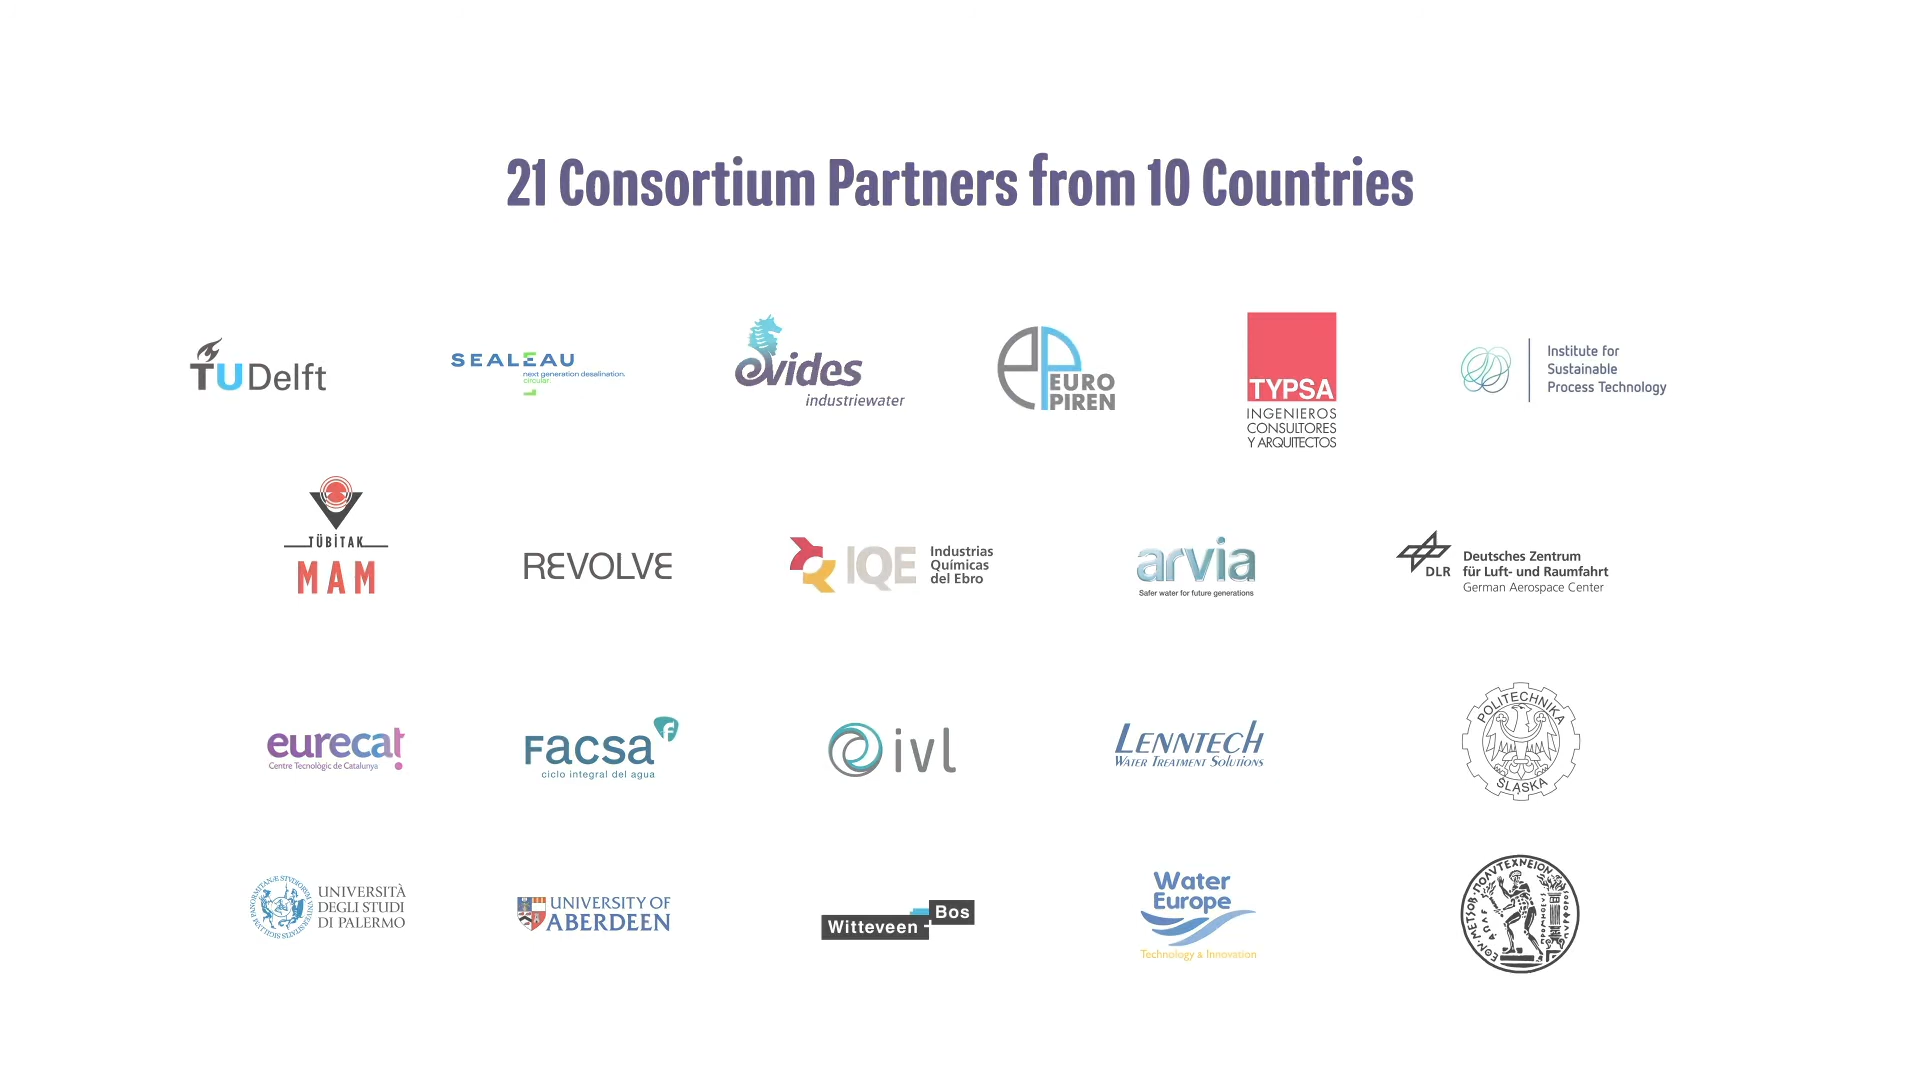 21 Consortium Partners from 10 Countries
TUDelft
SEALEAU
next generation desalination.
circular.
evides
industriewater
EURO
PIREN
TYPSA
INGENIEROS
CONSULTORES
Y ARQUITECTOS
Institute for
Sustainable
Process Technology
TÜBİTAK
MAM
REVOLVE
IQE
Industrias
Químicas
del Ebro
arvia
Safer water for future generations
DLR
Deutsches Zentrum
für Luft- und Raumfahrt
German Aerospace Center
eurecat
Centre Tecnològic de Catalunya
Facsa
ciclo integral del agua
ivl
LENNTECH
WATER TREATMENT SOLUTIONS
POLITECHNIKA
ŚLĄSKA
UNIVERSITÀ
DEGLI STUDI
DI PALERMO
UNIVERSITY OF
ABERDEEN
Witteveen + Bos
Water
Europe
Technology & Innovation
ΕΘΝ·ΜΕΤΣΟΒ·ΠΟΛΥΤΕΧΝΕΙΟΝ